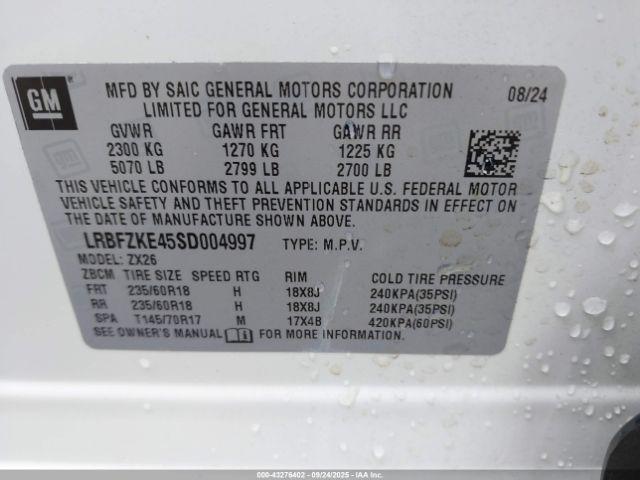 GM
MFD BY SAIC GENERAL MOTORS CORPORATION 08/24
LIMITED FOR GENERAL MOTORS LLC
GVWR GAWR FRT GAWR RR
2300 KG 1270 KG 1225 KG
5070 LB 2799 LB 2700 LB
THIS VEHICLE CONFORMS TO ALL APPLICABLE U.S. FEDERAL MOTOR
VEHICLE SAFETY AND THEFT PREVENTION STANDARDS IN EFFECT ON
THE DATE OF MANUFACTURE SHOWN ABOVE.
LRBFZKE45SD004997 TYPE: M.P.V.
MODEL: ZX26
ZBCM TIRE SIZE SPEED RTG RIM COLD TIRE PRESSURE
FRT 235/60R18 H 18X8J 240KPA(35PSI)
RR 235/60R18 H 18X8J 240KPA(35PSI)
SPA T145/70R17 M 17X4B 420KPA(60PSI)
SEE OWNER'S MANUAL FOR MORE INFORMATION.
000-43276402 - 09/24/2025 - IAAI.COM